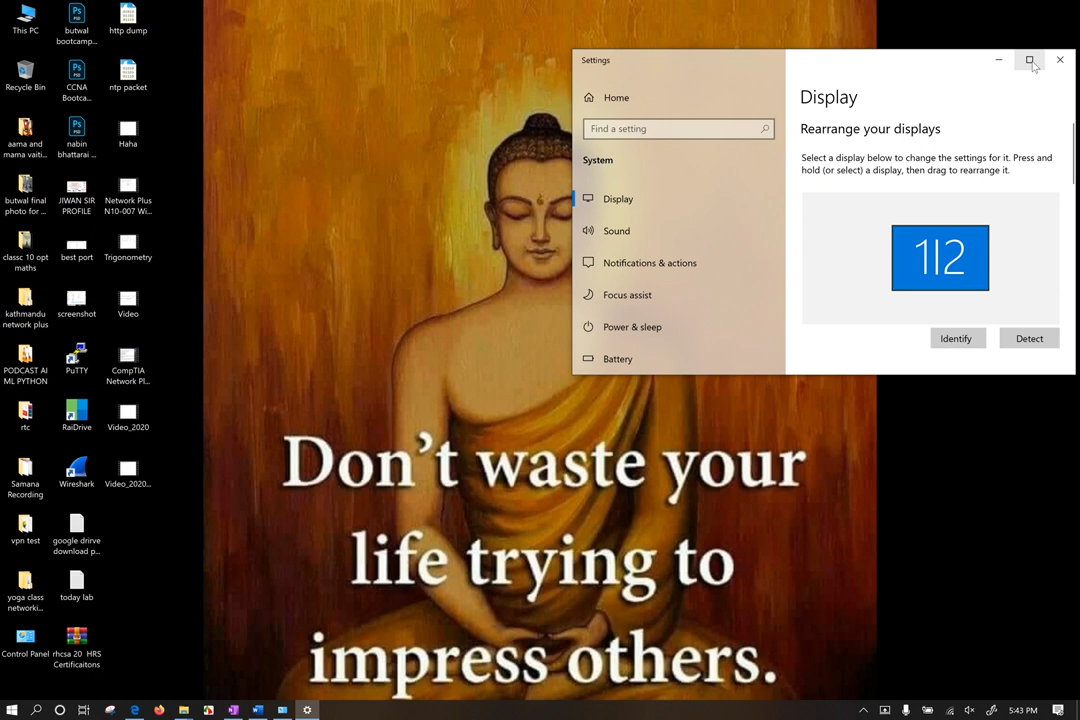 This PC
butwal
bootcamp...
http dump
Recycle Bin
CCNA
Bootca...
ntp packet
aama and
mama vaiti...
nabin
bhattarai ...
Haha
butwal final
photo for ...
JIWAN SIR
PROFILE
Network Plus
N10-007 Wi...
classc 10 opt
maths
best port
Trigonometry
kathmandu
network plus
screenshot
Video
PODCAST AI
ML PYTHON
PuTTY
CompTIA
Network Pl...
rtc
RaiDrive
Video_2020
Samana
Recording
Wireshark
Video_2020...
vpn test
google drirve
download p...
yoga class
networki...
today lab
Control Panel
rhcsa 20 HRS
Certificaitons
Settings
Home
Find a setting
System
Display
Sound
Notifications & actions
Focus assist
Power & sleep
Battery
Display
Rearrange your displays
Select a display below to change the settings for it. Press and
hold (or select) a display, then drag to rearrange it.
1|2
Identify
Detect
Don't waste your
life trying to
impress others.
5:43 PM